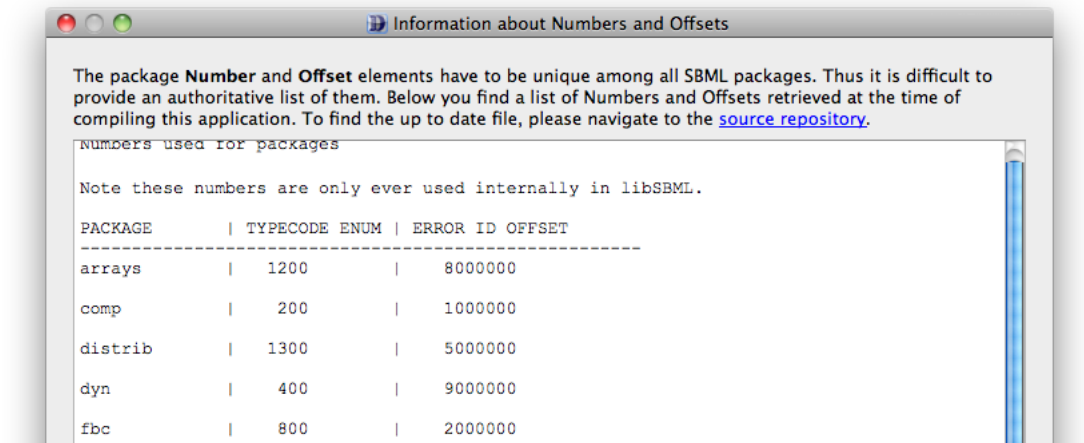 Information about Numbers and Offsets
The package Number and Offset elements have to be unique among all SBML packages. Thus it is difficult to
provide an authoritative list of them. Below you find a list of Numbers and Offsets retrieved at the time of
compiling this application. To find the up to date file, please navigate to the source repository.
Numbers used for packages
Note these numbers are only ever used internally in libSBML.
PACKAGE | TYPECODE ENUM | ERROR ID OFFSET
------------------------------------------------------
arrays | 1200 | 8000000
comp | 200 | 1000000
distrib | 1300 | 5000000
dyn | 400 | 9000000
fbc | 800 | 2000000